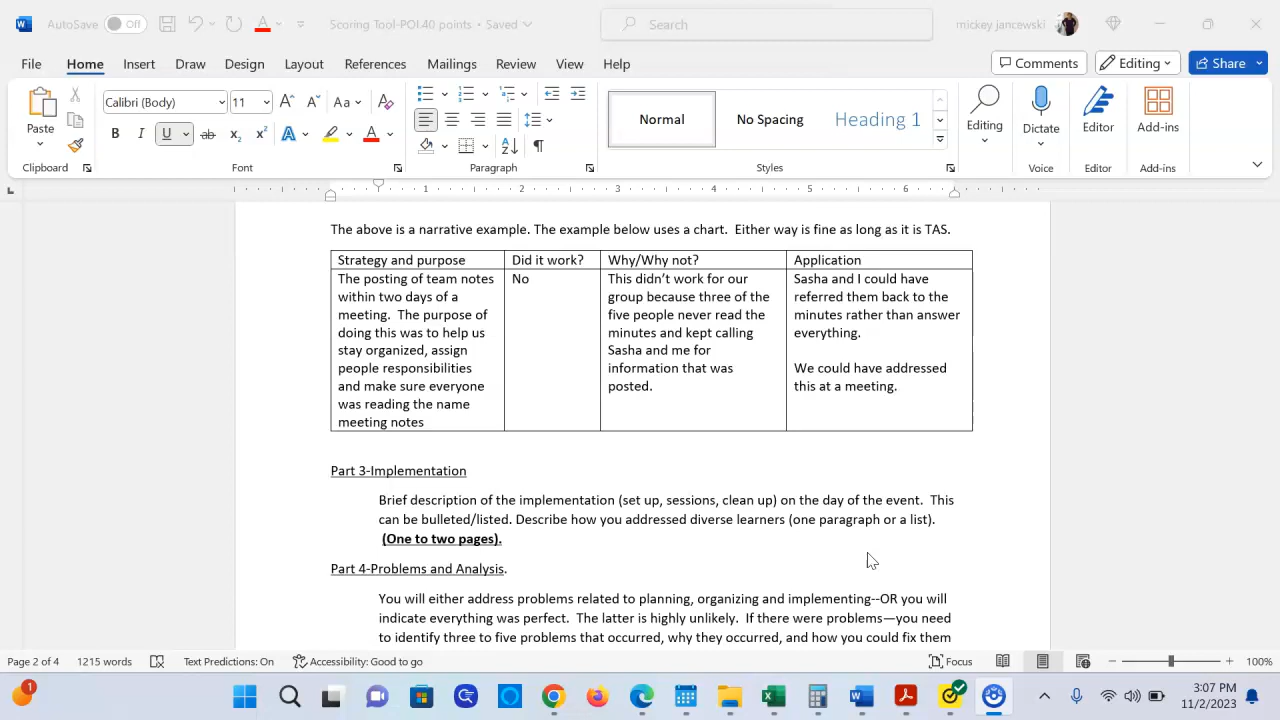 AutoSave Off Scoring Tool-POI.40 points • Saved Search mickey jancewski
File Home Insert Draw Design Layout References Mailings Review View Help Comments Editing Share
Paste Calibri (Body) 11 Aa Normal No Spacing Heading 1 Editing Dictate Editor Add-ins
Clipboard Font Paragraph Styles Voice Editor Add-ins
1 2 3 4 5 6
The above is a narrative example. The example below uses a chart.  Either way is fine as long as it is TAS.
Strategy and purpose Did it work? Why/Why not? Application
The posting of team notes No This didn't work for our Sasha and I could have
within two days of a group because three of the referred them back to the
meeting.  The purpose of five people never read the minutes rather than answer
doing this was to help us minutes and kept calling everything.
stay organized, assign Sasha and me for
people responsibilities information that was We could have addressed
and make sure everyone posted. this at a meeting.
was reading the name
meeting notes
Part 3-Implementation
Brief description of the implementation (set up, sessions, clean up) on the day of the event.  This
can be bulleted/listed. Describe how you addressed diverse learners (one paragraph or a list).
(One to two pages).
Part 4-Problems and Analysis.
You will either address problems related to planning, organizing and implementing--OR you will
indicate everything was perfect.  The latter is highly unlikely.  If there were problems—you need
to identify three to five problems that occurred, why they occurred, and how you could fix them
Page 2 of 4 1215 words Text Predictions: On Accessibility: Good to go Focus 100%
1 3:07 PM
11/2/2023